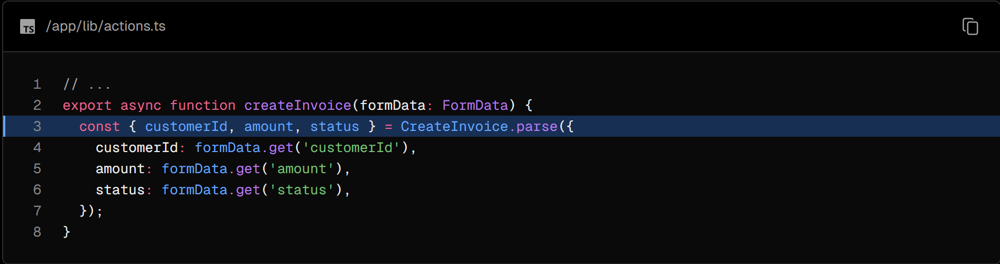 TS /app/lib/actions.ts
1 // ...
2 export async function createInvoice(formData: FormData) {
3   const { customerId, amount, status } = CreateInvoice.parse({
4     customerId: formData.get('customerId'),
5     amount: formData.get('amount'),
6     status: formData.get('status'),
7   });
8 }